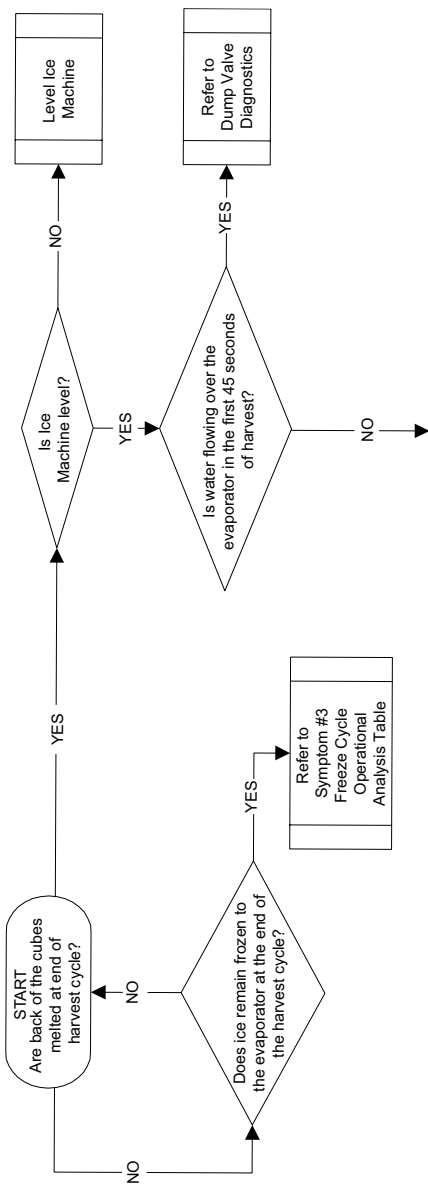 START
Are back of the cubes
melted at end of
harvest cycle?
YES
NO
Is Ice
Machine level?
NO
Level Ice
Machine
YES
Does ice remain frozen to
the evaporator at the end of
the harvest cycle?
NO
YES
Refer to
Symptom #3
Freeze Cycle
Operational
Analysis Table
Is water flowing over the
evaporator in the first 45 seconds
of harvest?
YES
Refer to
Dump Valve
Diagnostics
NO